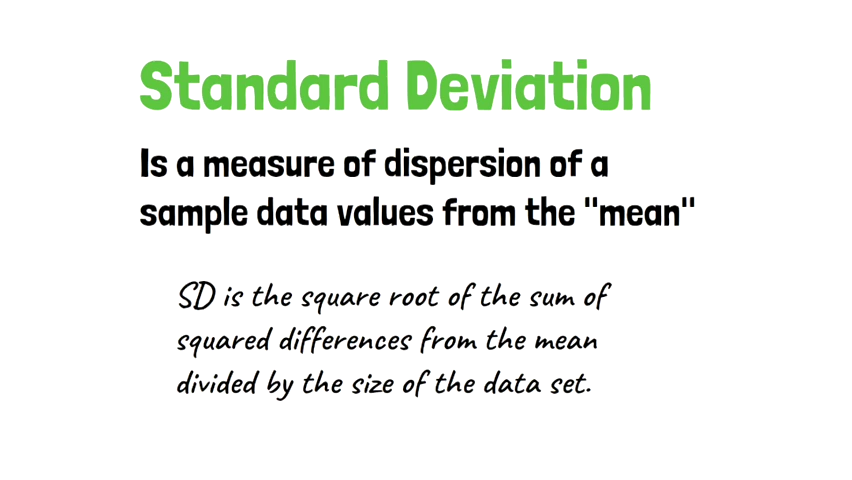 Standard Deviation
Is a measure of dispersion of a
sample data values from the "mean"
SD is the square root of the sum of
squared differences from the mean
divided by the size of the data set.